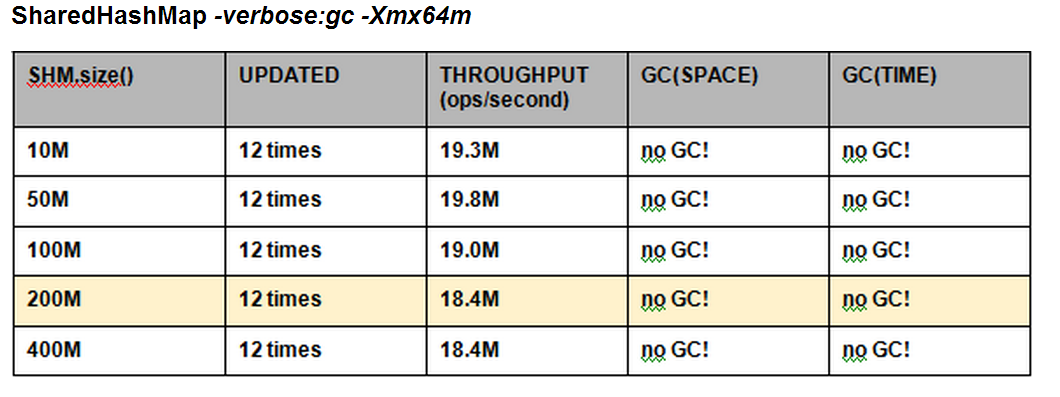 SharedHashMap -verbose:gc -Xmx64m
SHM.size() UPDATED THROUGHPUT (ops/second) GC(SPACE) GC(TIME)
10M 12 times 19.3M no GC! no GC!
50M 12 times 19.8M no GC! no GC!
100M 12 times 19.0M no GC! no GC!
200M 12 times 18.4M no GC! no GC!
400M 12 times 18.4M no GC! no GC!